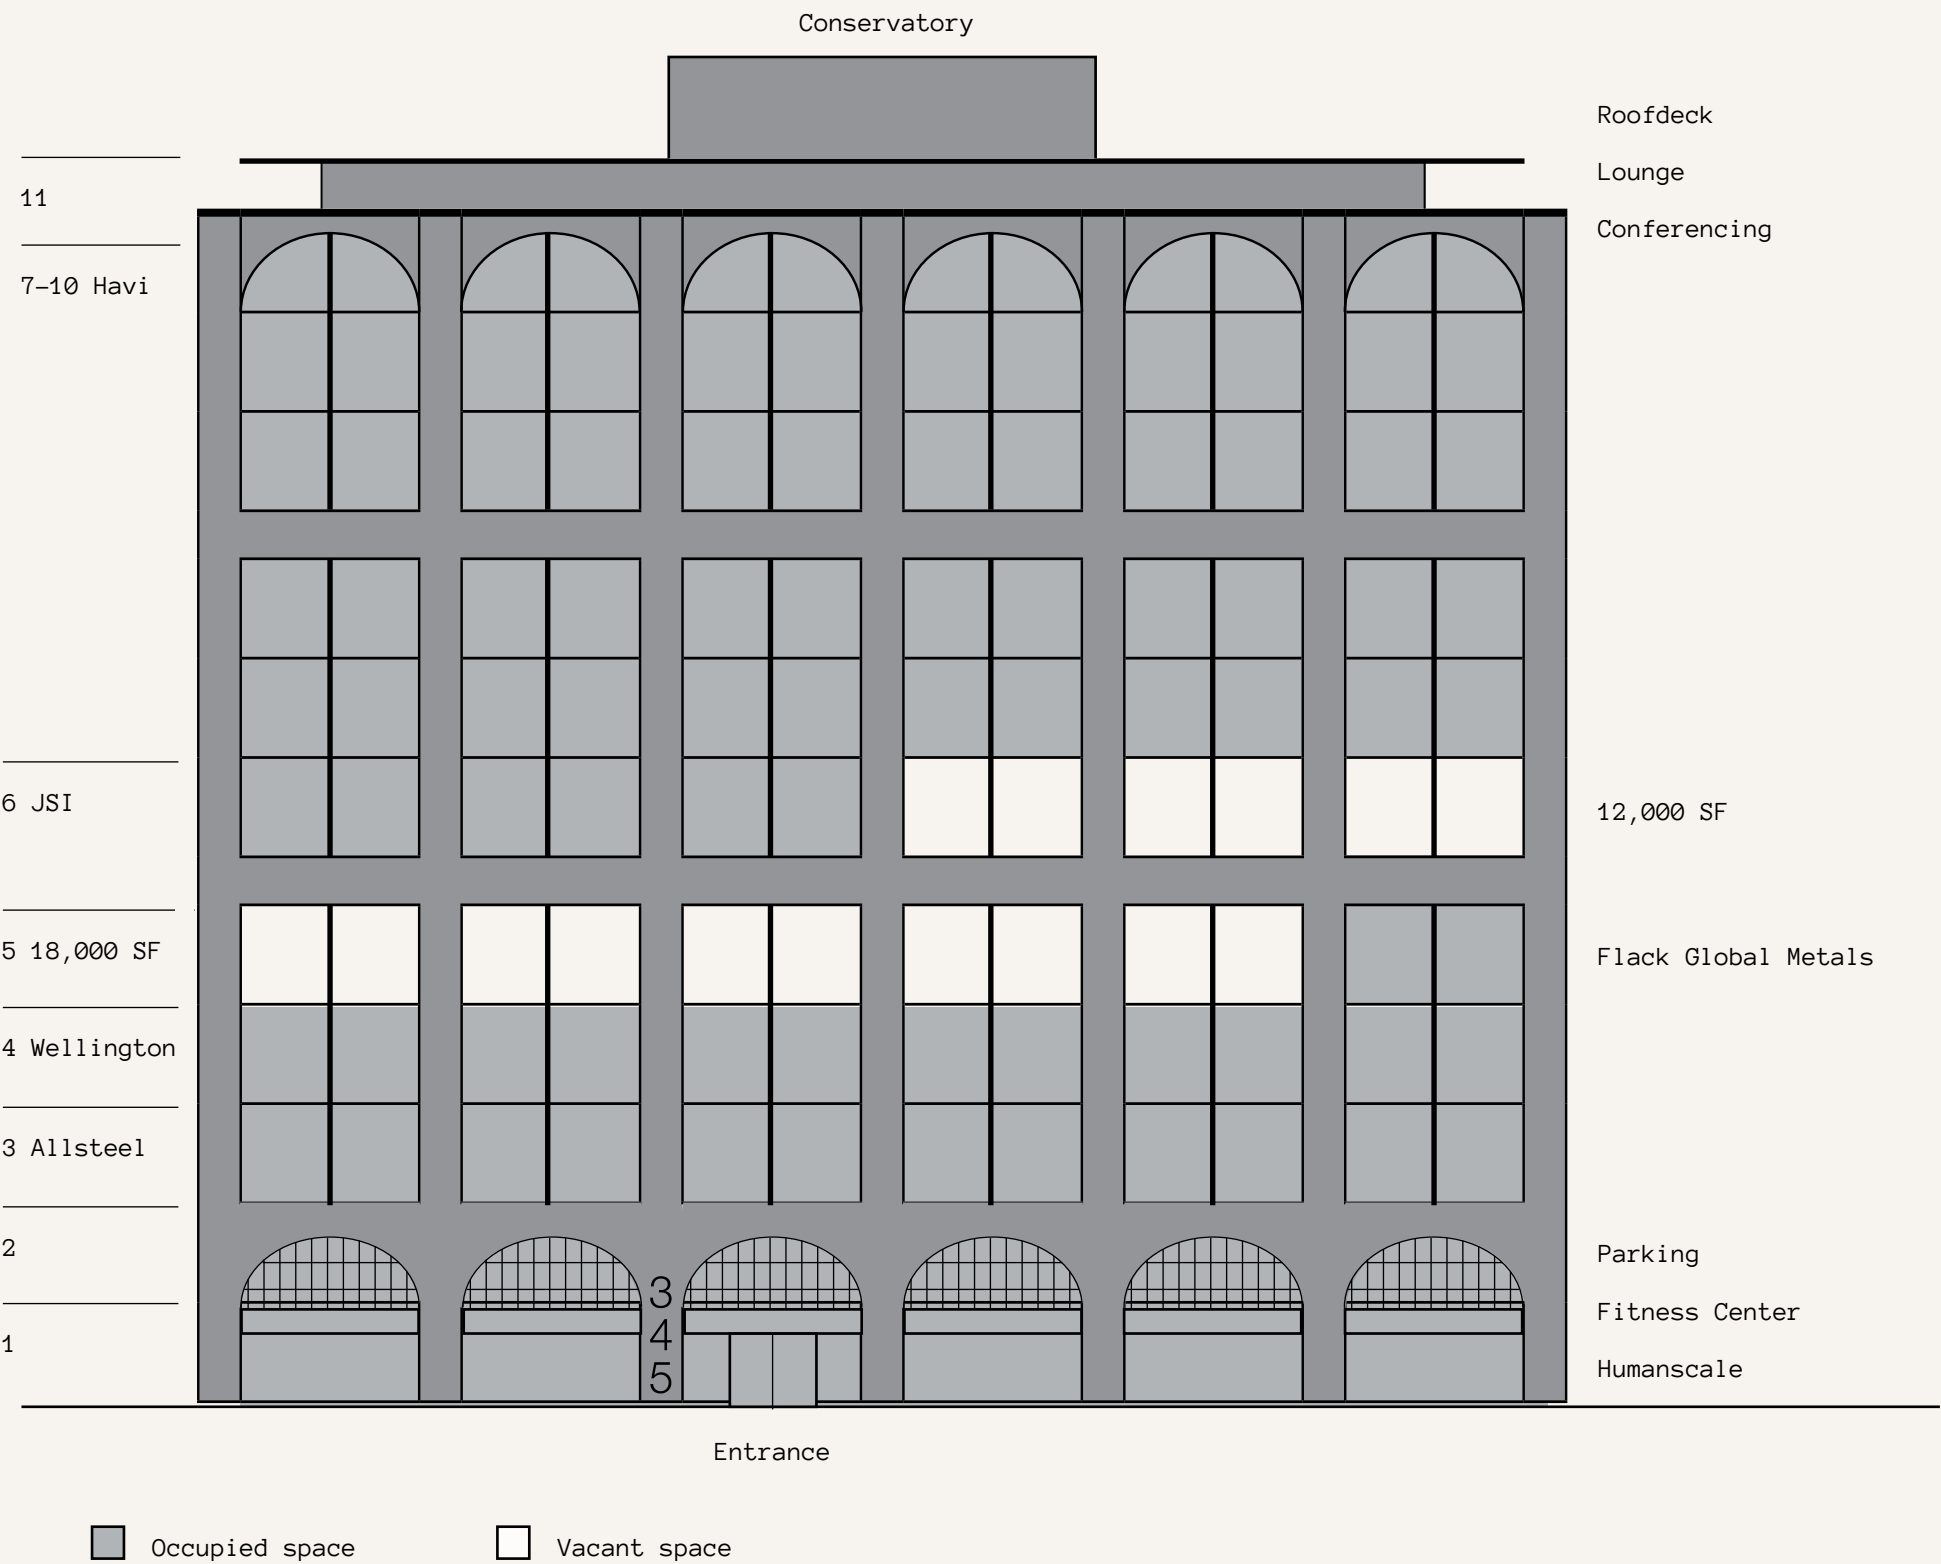 Conservatory
Roofdeck
Lounge
11
Conferencing
7–10 Havi
6 JSI
12,000 SF
5 18,000 SF
Flack Global Metals
4 Wellington
3 Allsteel
2
Parking
3
Fitness Center
4
1
Humanscale
5
Entrance
Occupied space
Vacant space